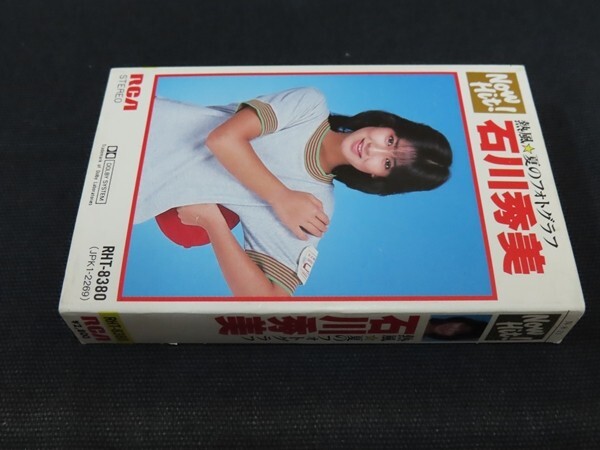 Now!
Hit.
熱風☆夏のフォトグラフ
石川秀美
RCA
STEREO
DOLBY SYSTEM
RHT-8380
(JPK1-2269)
Now!
Hit.
熱風☆夏のフォトグラフ
石川秀美
RHT-8380
RCA